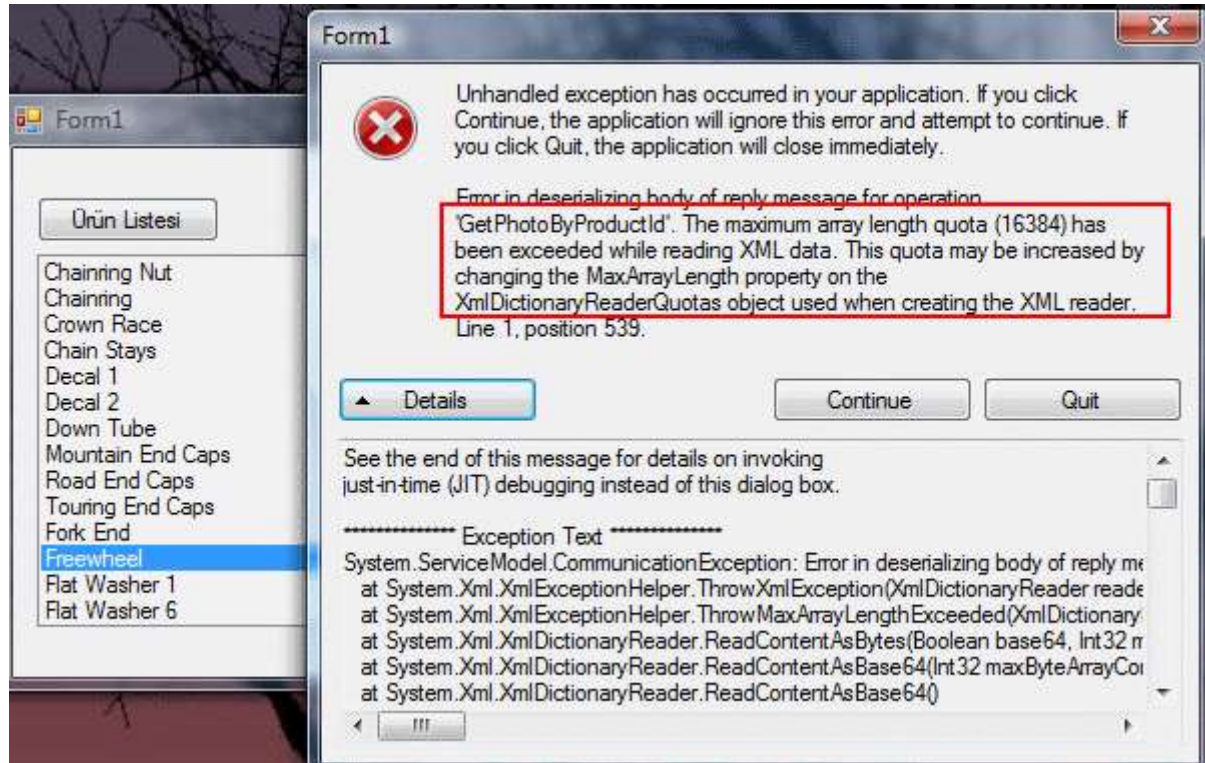 Form1
Ürün Listesi
Chainring Nut
Chainring
Crown Race
Chain Stays
Decal 1
Decal 2
Down Tube
Mountain End Caps
Road End Caps
Touring End Caps
Fork End
Freewheel
Flat Washer 1
Flat Washer 6
Form1
Unhandled exception has occurred in your application. If you click
Continue, the application will ignore this error and attempt to continue. If
you click Quit, the application will close immediately.
Error in deserializing body of reply message for operation
'GetPhotoByProductId'. The maximum array length quota (16384) has
been exceeded while reading XML data. This quota may be increased by
changing the MaxArrayLength property on the
XmlDictionaryReaderQuotas object used when creating the XML reader.
Line 1, position 539.
Details
Continue
Quit
See the end of this message for details on invoking
just-in-time (JIT) debugging instead of this dialog box.
************** Exception Text **************
System.ServiceModel.CommunicationException: Error in deserializing body of reply me
at System.Xml.XmlExceptionHelper.ThrowXmlException(XmlDictionaryReader reade
at System.Xml.XmlExceptionHelper.ThrowMaxArrayLengthExceeded(XmlDictionary
at System.Xml.XmlDictionaryReader.ReadContentAsBytes(Boolean base64, Int32 m
at System.Xml.XmlDictionaryReader.ReadContentAsBase64(Int32 maxByteArrayCou
at System.Xml.XmlDictionaryReader.ReadContentAsBase64()